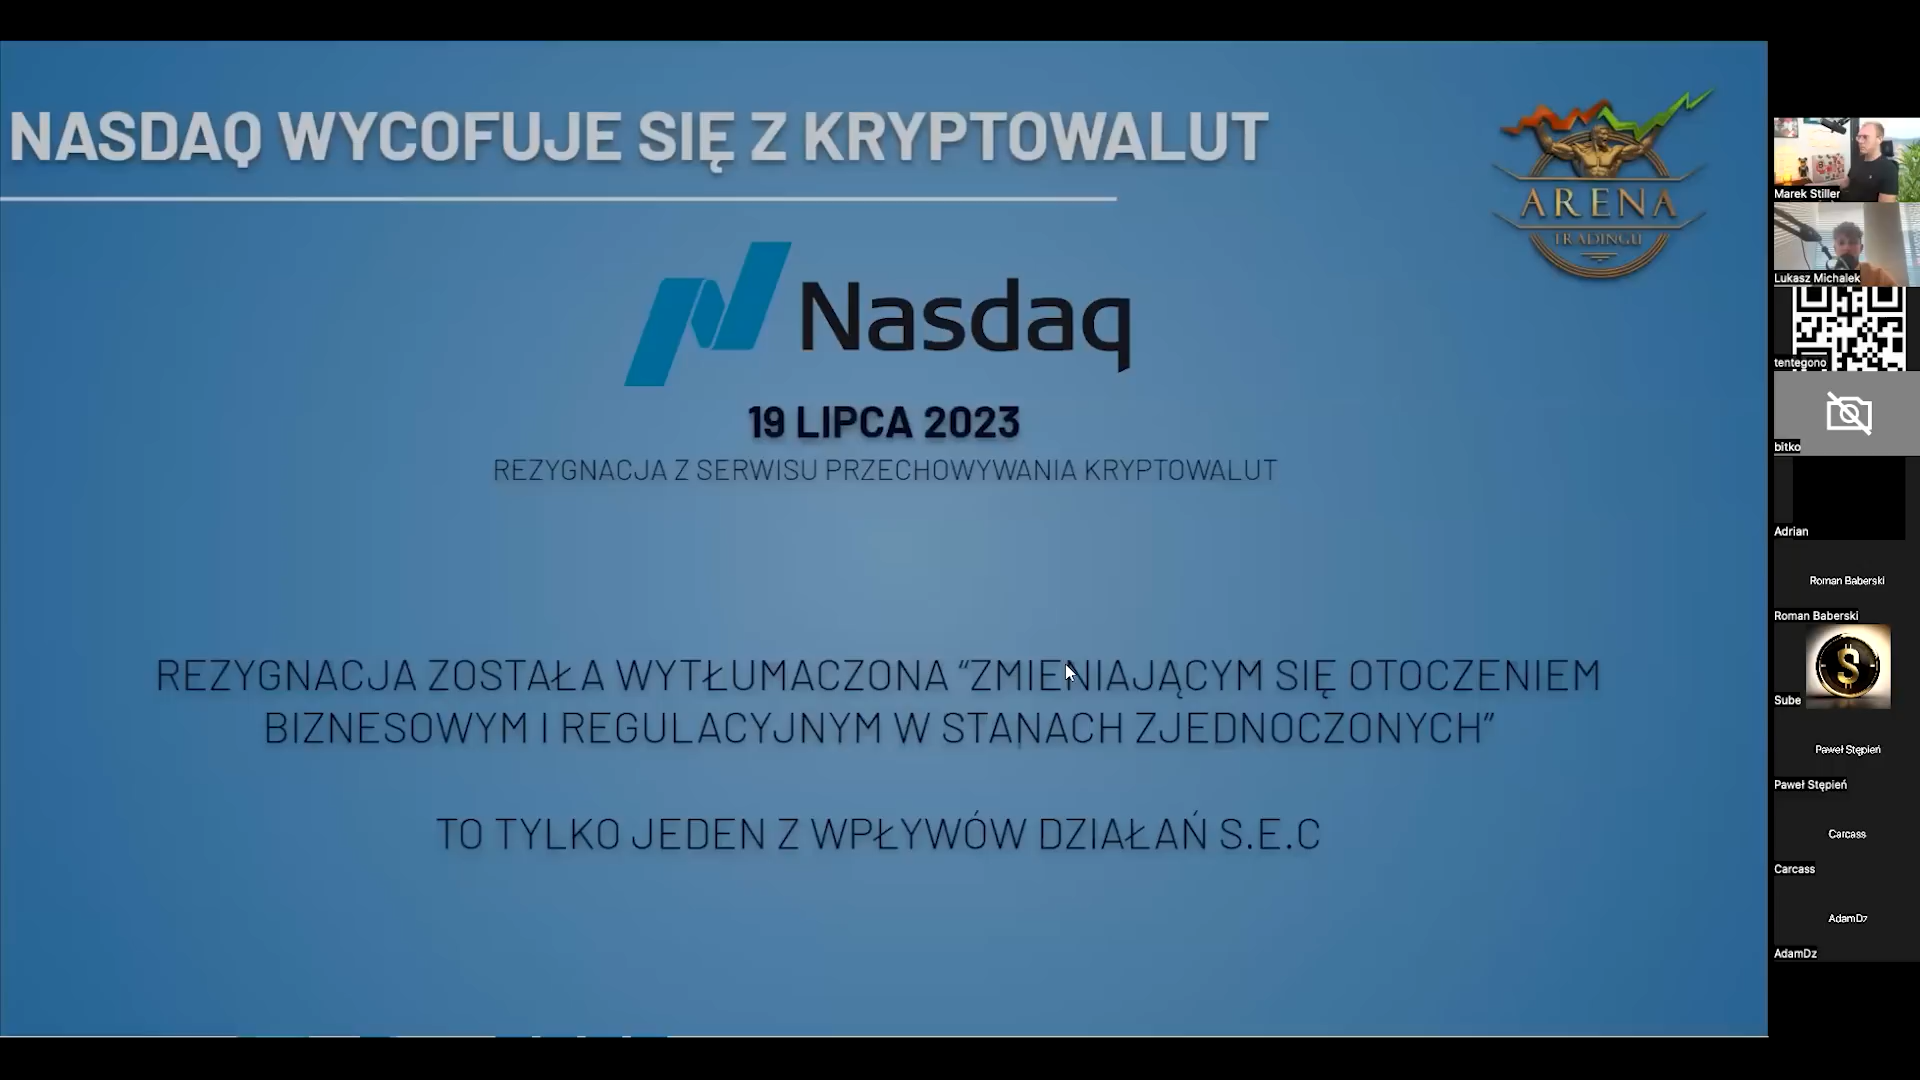 NASDAQ WYCOFUJE SIĘ Z KRYPTOWALUT
ARENA
TRADINGU
Nasdaq
19 LIPCA 2023
REZYGNACJA Z SERWISU PRZECHOWYWANIA KRYPTOWALUT
REZYGNACJA ZOSTAŁA WYTŁUMACZONA “ZMIENIAJĄCYM SIĘ OTOCZENIEM
BIZNESOWYM I REGULACYJNYM W STANACH ZJEDNOCZONYCH”
TO TYLKO JEDEN Z WPŁYWÓW DZIAŁAŃ S.E.C
Marek Stiller
Lukasz Michalek
tentegono
bitko
Adrian
Roman Baberski
Roman Baberski
Sube
Paweł Stępień
Paweł Stępień
Carcass
Carcass
AdamDz
AdamDz